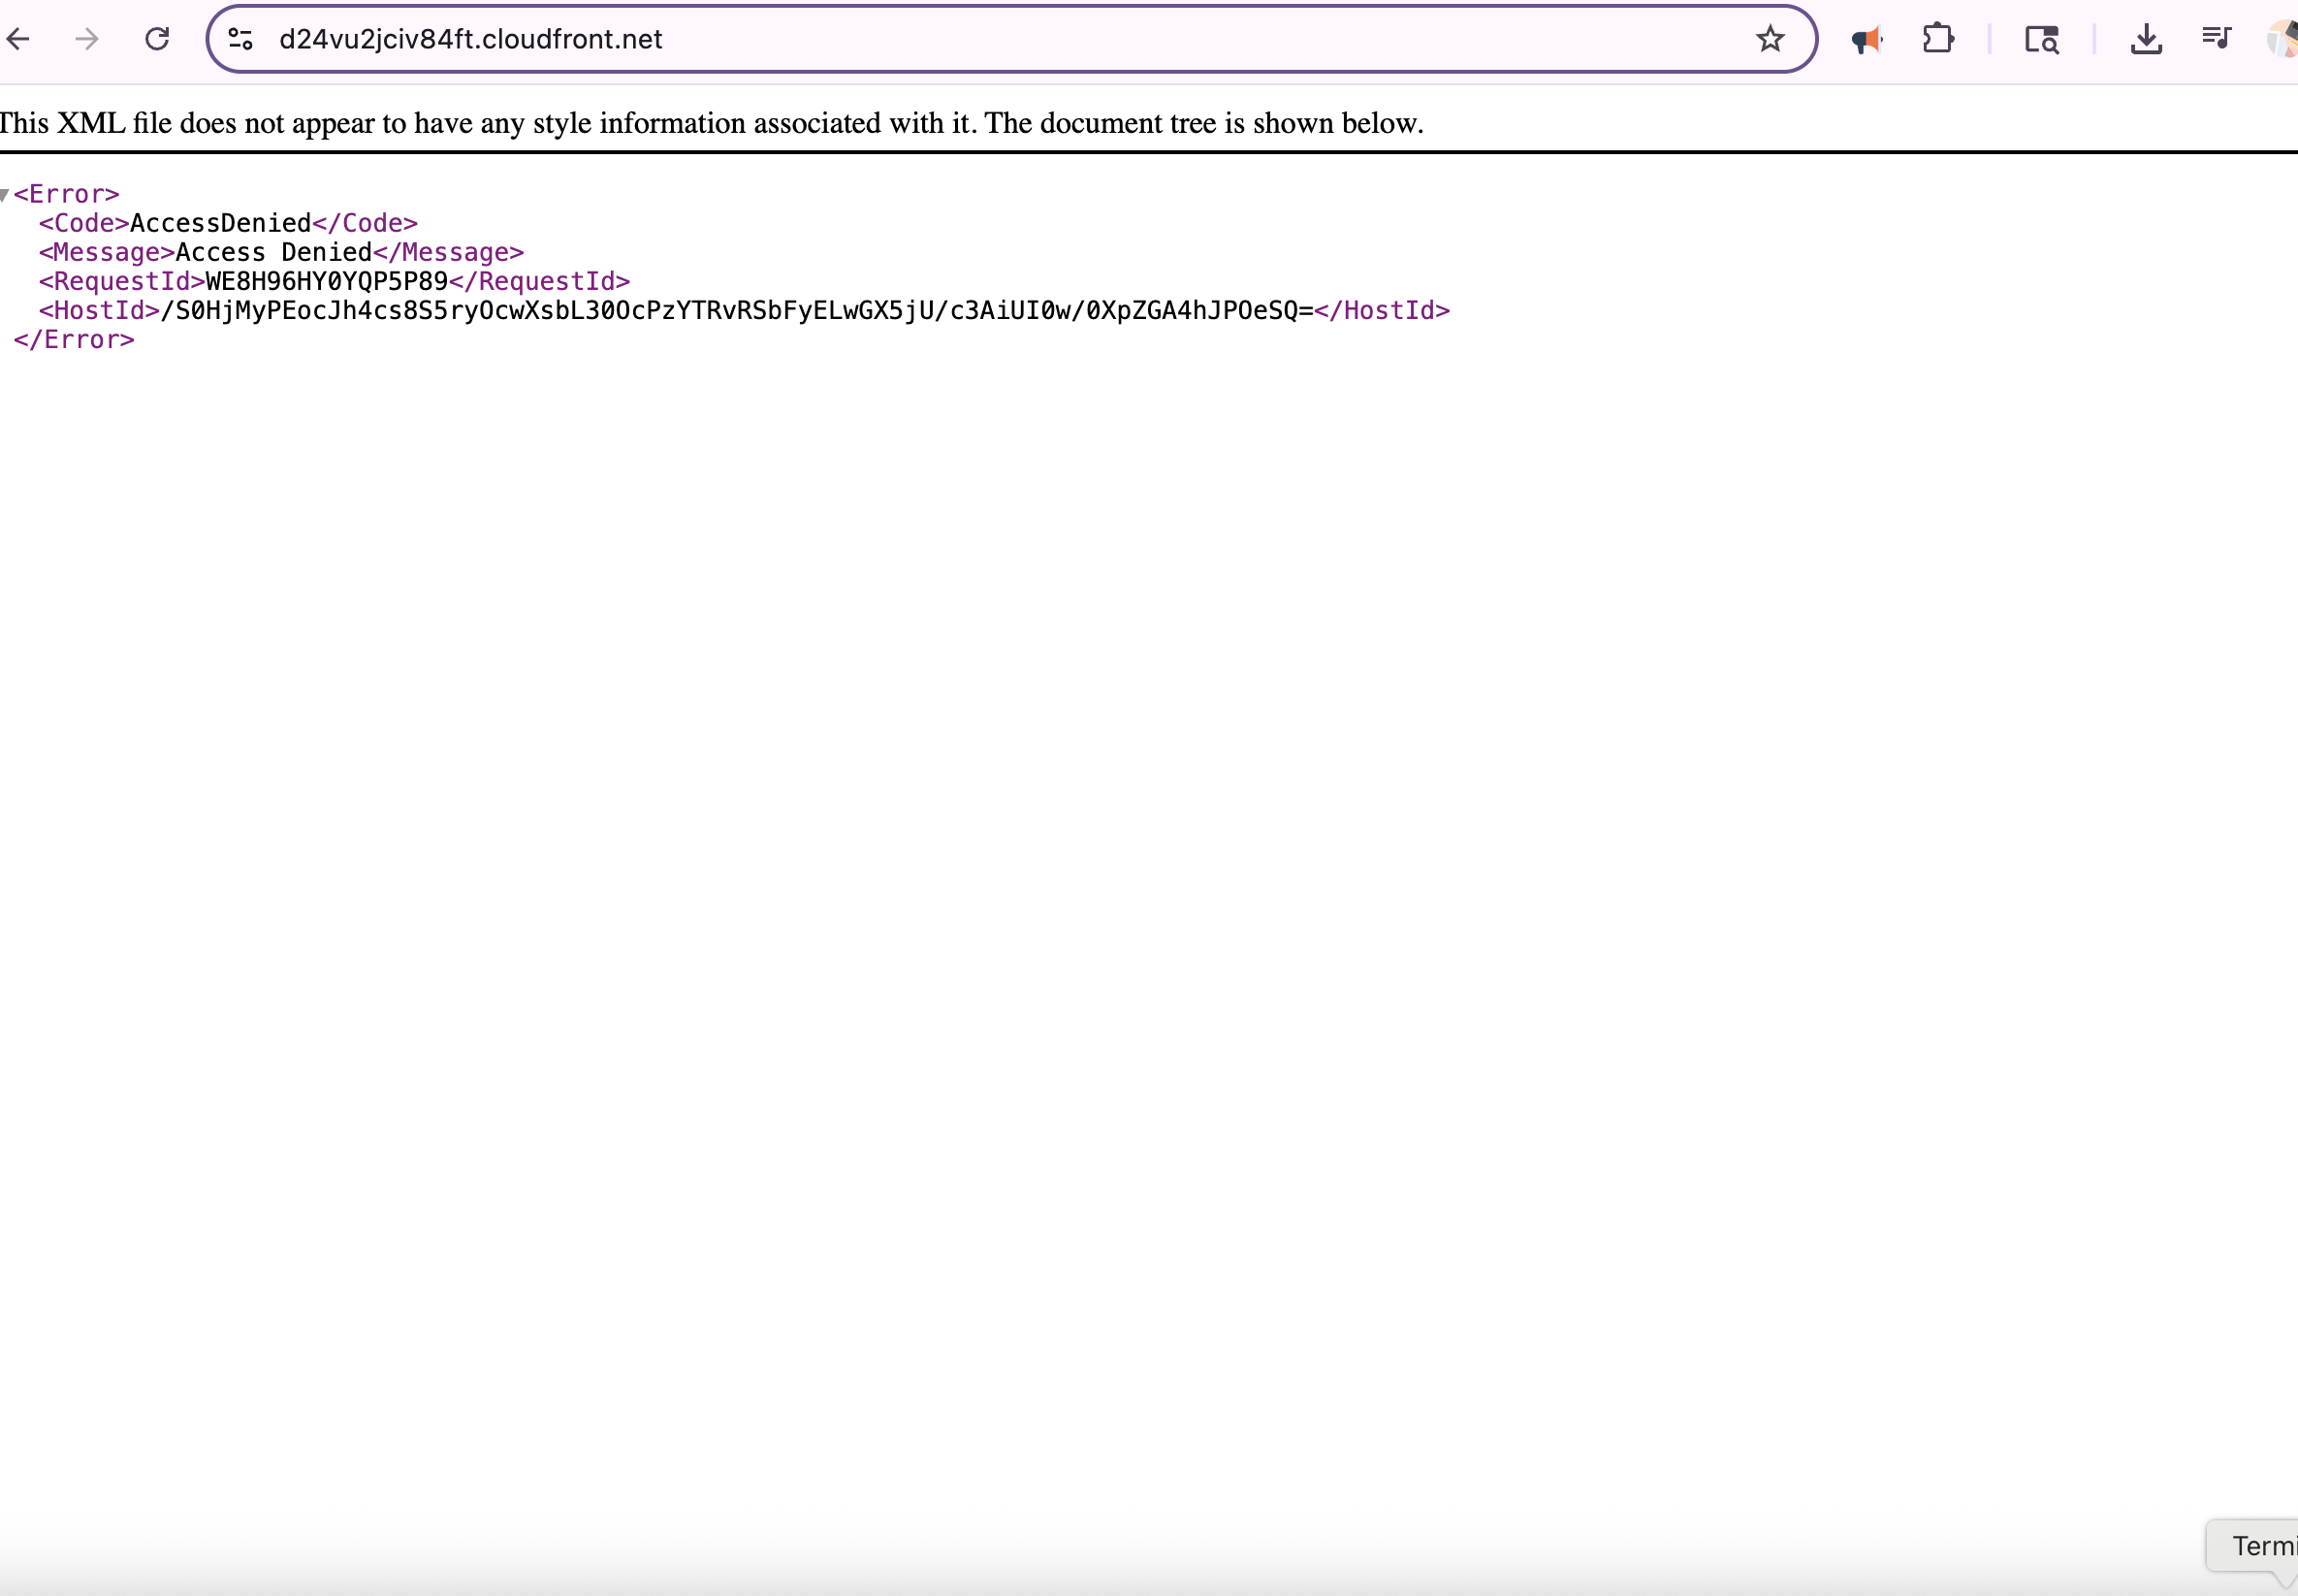 d24vu2jciv84ft.cloudfront.net
This XML file does not appear to have any style information associated with it. The document tree is shown below.
<Error>
<Code>AccessDenied</Code>
<Message>Access Denied</Message>
<RequestId>WE8H96HY0YQP5P89</RequestId>
<HostId>/S0HjMyPEocJh4cs8S5ryOcwXsbL30OcPzYTRvRSbFyELwGX5jU/c3AiUI0w/0XpZGA4hJPOeSQ=</HostId>
</Error>
Termi